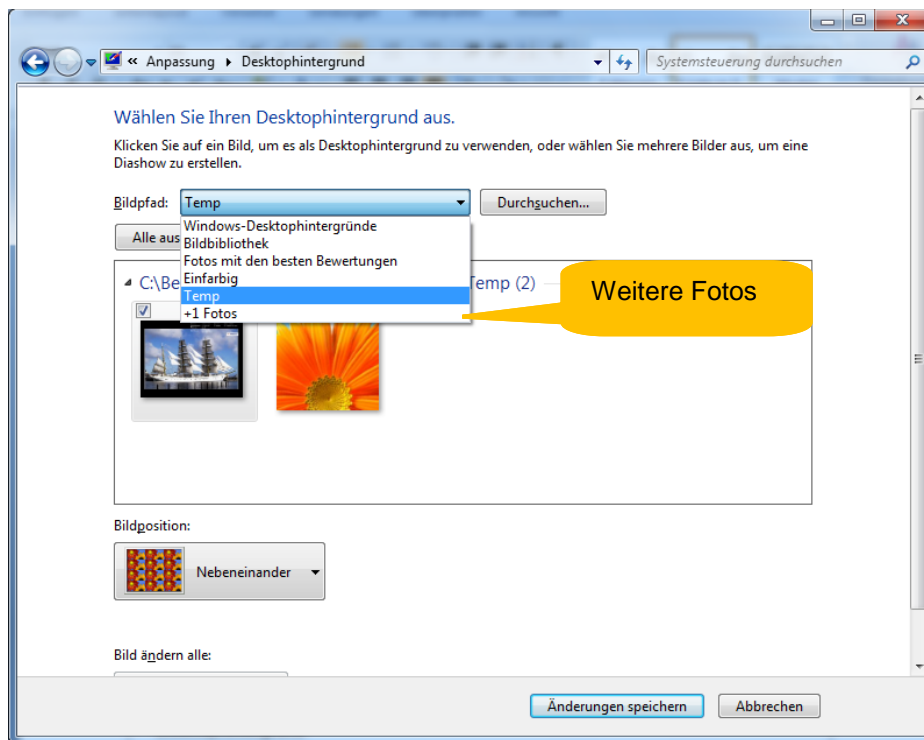 « Anpassung ▸ Desktophintergrund
Systemsteuerung durchsuchen
Wählen Sie Ihren Desktophintergrund aus.
Klicken Sie auf ein Bild, um es als Desktophintergrund zu verwenden, oder wählen Sie mehrere Bilder aus, um eine
Diashow zu erstellen.
Bildpfad: Temp Durchsuchen...
Windows-Desktophintergründe
Alle aus
Bildbibliothek
Fotos mit den besten Bewertungen
Einfarbig
C:\Be Temp (2)
Temp
+1 Fotos
Weitere Fotos
Bildposition:
Nebeneinander
Bild ändern alle:
Änderungen speichern Abbrechen